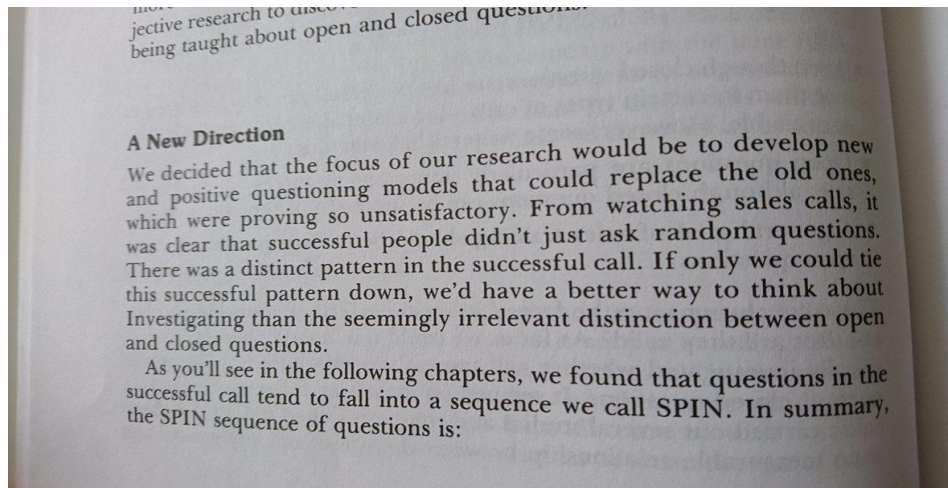 jective research to
being taught about open and closed questions.
A New Direction
We decided that the focus of our research would be to develop new
and positive questioning models that could replace the old ones,
which were proving so unsatisfactory. From watching sales calls, it
was clear that successful people didn't just ask random questions.
There was a distinct pattern in the successful call. If only we could tie
this successful pattern down, we'd have a better way to think about
Investigating than the seemingly irrelevant distinction between open
and closed questions.
As you'll see in the following chapters, we found that questions in the
successful call tend to fall into a sequence we call SPIN. In summary,
the SPIN sequence of questions is: